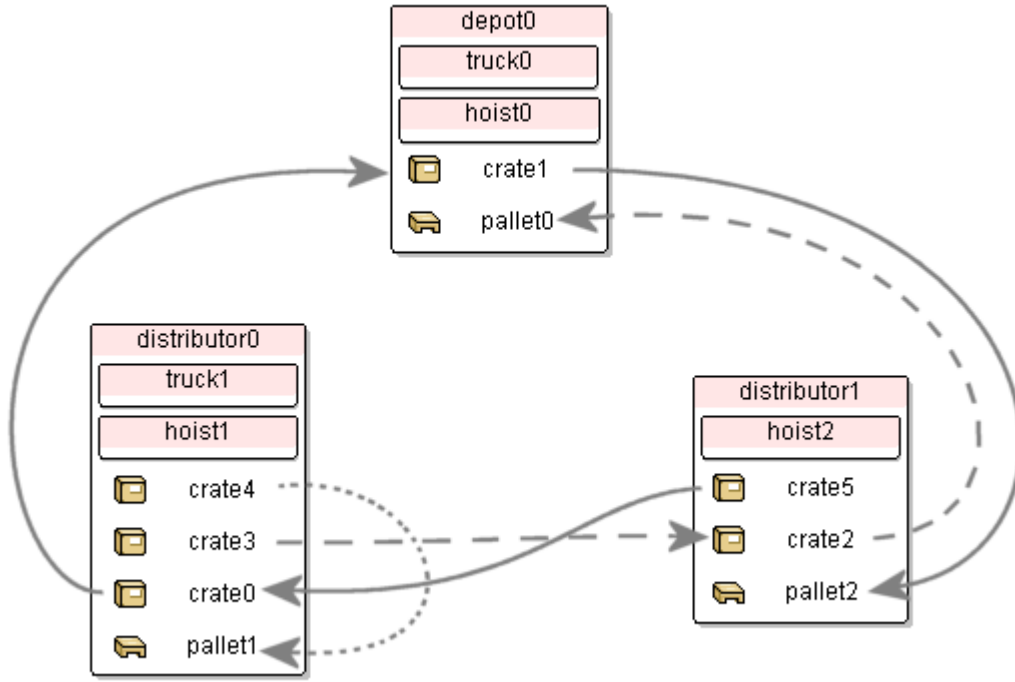 depot0
truck0
hoist0
crate1
pallet0
distributor0
truck1
hoist1
crate4
crate3
crate0
pallet1
distributor1
hoist2
crate5
crate2
pallet2